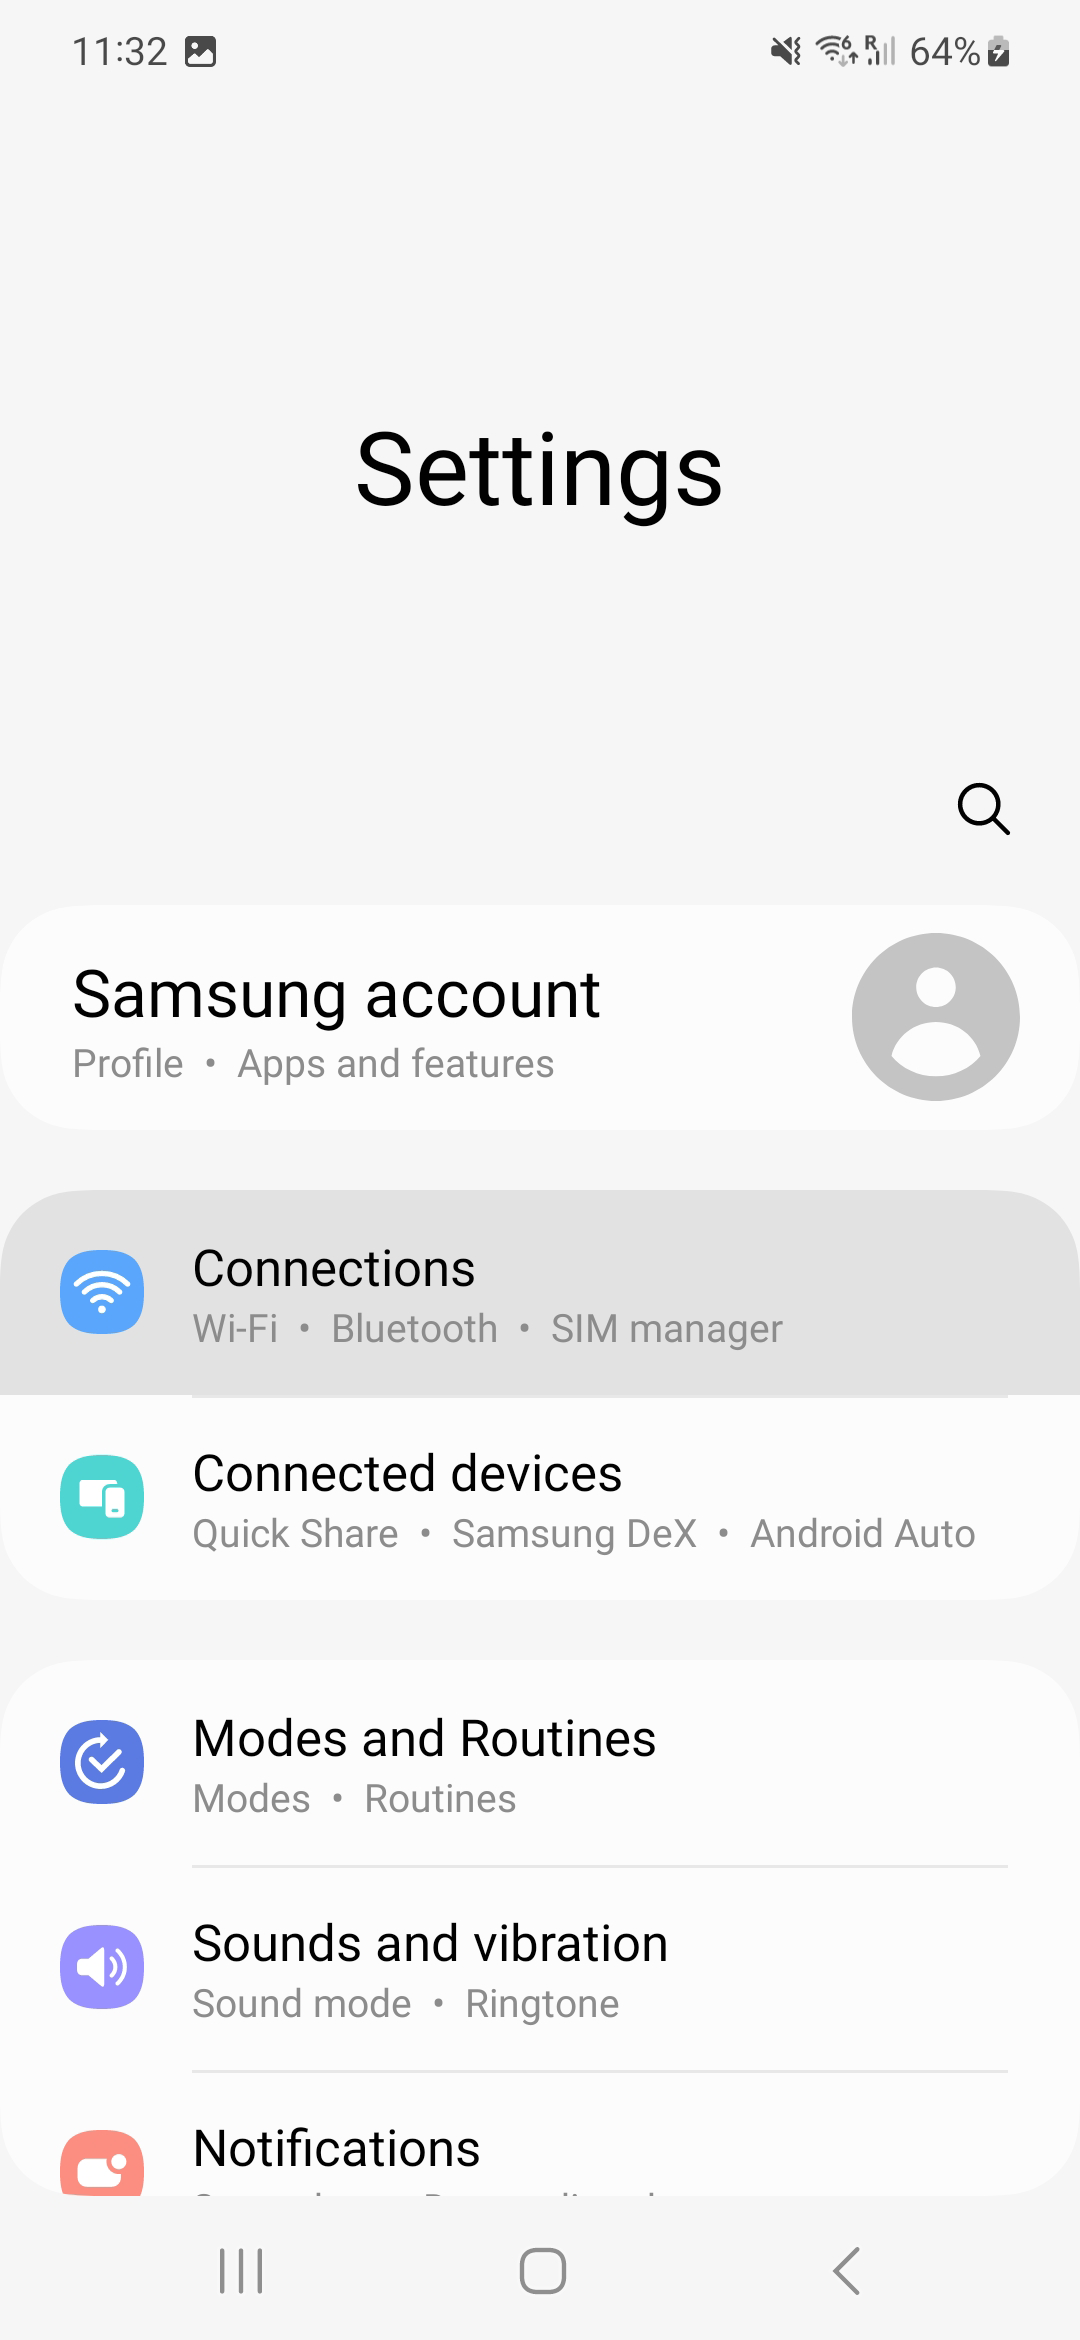 11:32 6 R 64%
Settings
Samsung account
Profile • Apps and features
Connections
Wi-Fi • Bluetooth • SIM manager
Connected devices
Quick Share • Samsung DeX • Android Auto
Modes and Routines
Modes • Routines
Sounds and vibration
Sound mode • Ringtone
Notifications